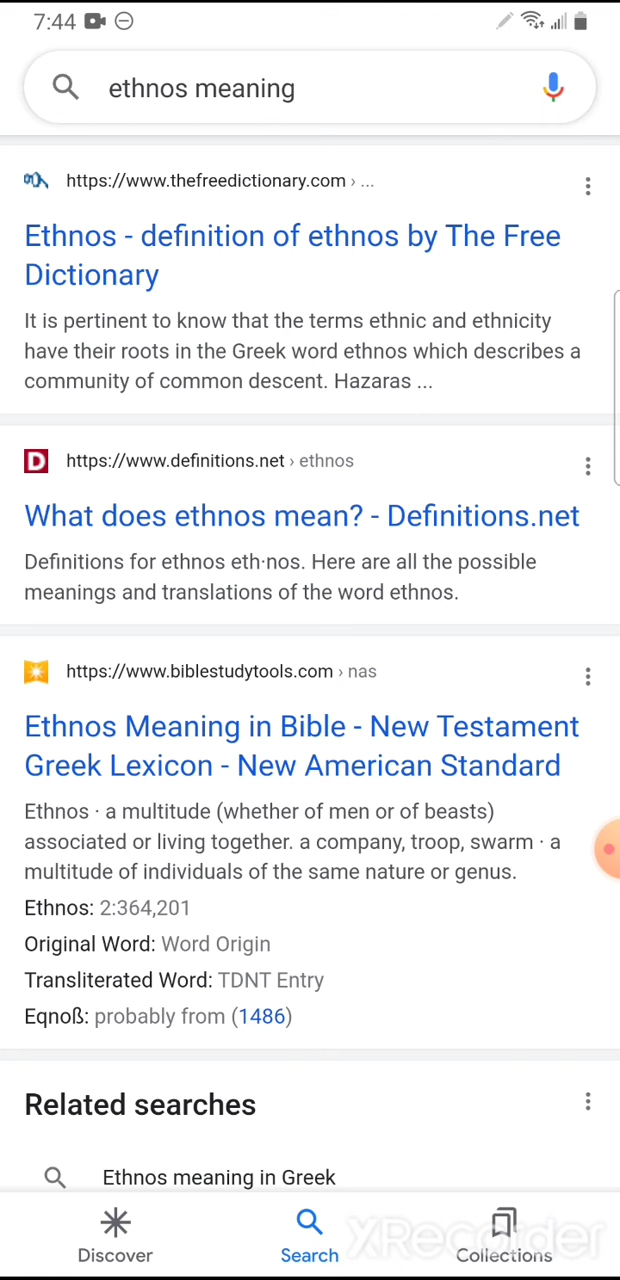 7:44
ethnos meaning
https://www.thefreedictionary.com › ...
Ethnos - definition of ethnos by The Free
Dictionary
It is pertinent to know that the terms ethnic and ethnicity
have their roots in the Greek word ethnos which describes a
community of common descent. Hazaras ...
D
https://www.definitions.net › ethnos
What does ethnos mean? - Definitions.net
Definitions for ethnos eth·nos. Here are all the possible
meanings and translations of the word ethnos.
https://www.biblestudytools.com › nas
Ethnos Meaning in Bible - New Testament
Greek Lexicon - New American Standard
Ethnos · a multitude (whether of men or of beasts)
associated or living together. a company, troop, swarm · a
multitude of individuals of the same nature or genus.
Ethnos: 2:364,201
Original Word: Word Origin
Transliterated Word: TDNT Entry
Eqnoß: probably from (1486)
Related searches
Ethnos meaning in Greek
Discover
Search
Collections
XRecorder